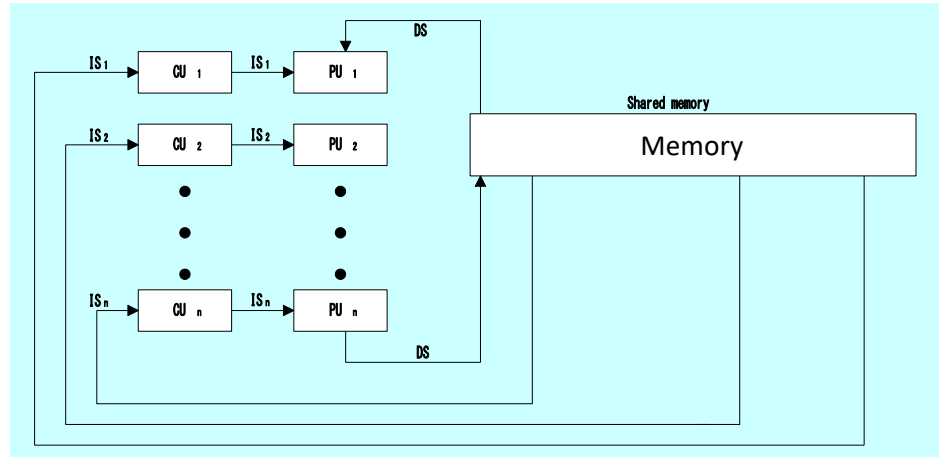 DS
IS1 CU 1 IS1 PU 1
Shared memory
Memory
IS2 CU 2 IS2 PU 2
ISn CU n ISn PU n
DS